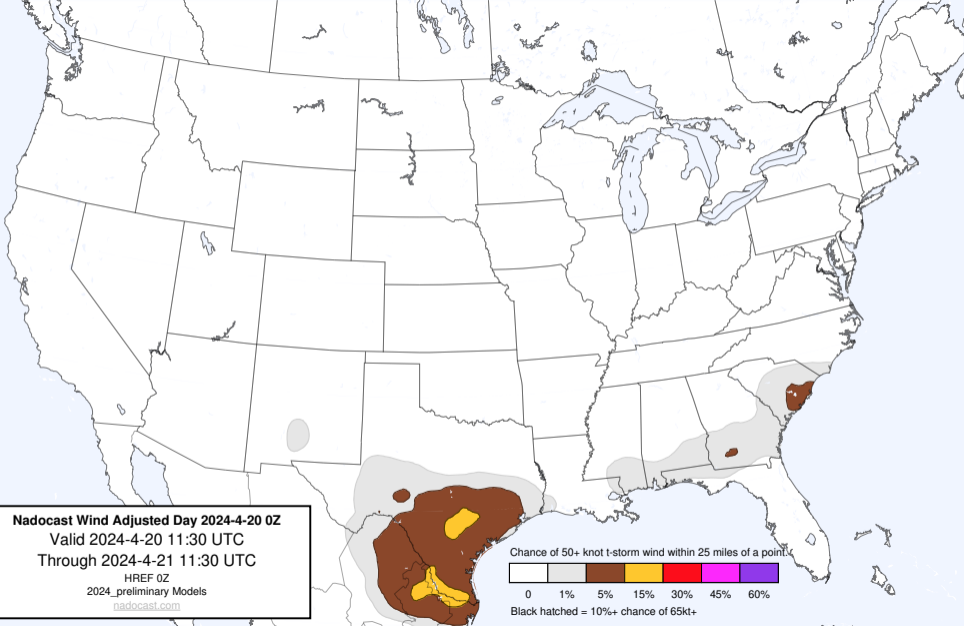 Nadocast Wind Adjusted Day 2024-4-20 0Z
Valid 2024-4-20 11:30 UTC
Through 2024-4-21 11:30 UTC
HREF 0Z
2024_preliminary Models
nadocast.com
Chance of 50+ knot t-storm wind within 25 miles of a point.
0 1% 5% 15% 30% 45% 60%
Black hatched = 10%+ chance of 65kt+